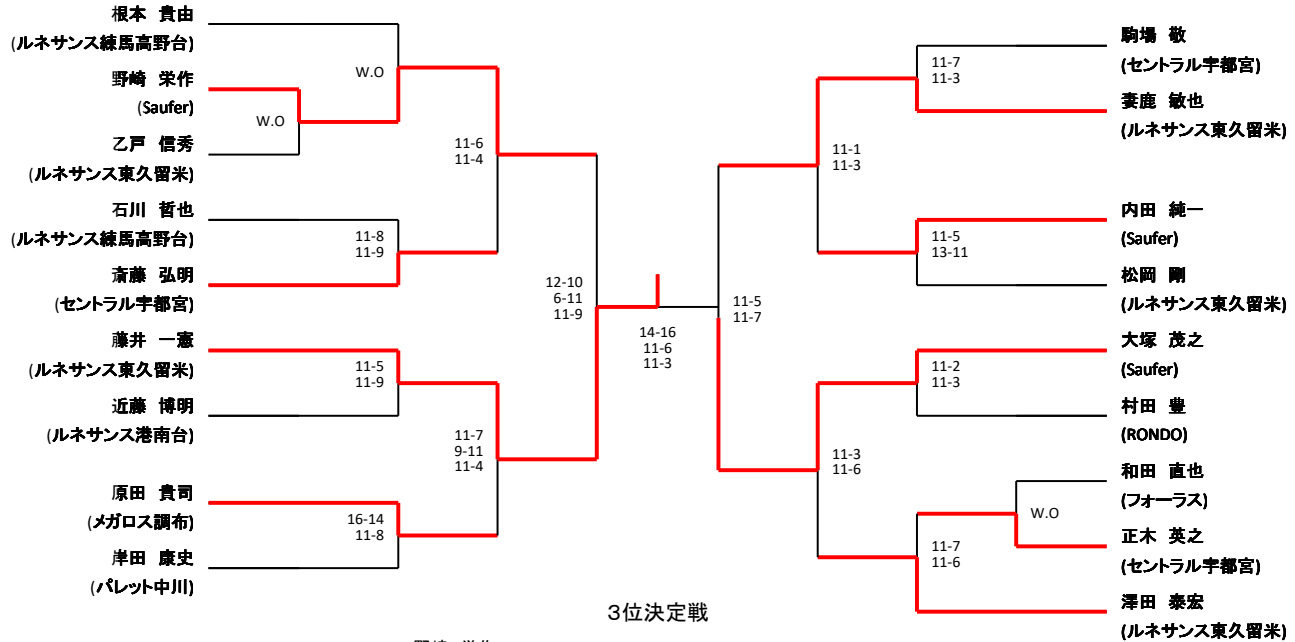 根本 貴由
(ルネサンス練馬高野台)
野崎 栄作
(Saufer)
乙戸 信秀
(ルネサンス東久留米)
石川 哲也
(ルネサンス練馬高野台)
斎藤 弘明
(セントラル宇都宮)
藤井 一憲
(ルネサンス東久留米)
近藤 博明
(ルネサンス港南台)
原田 貴司
(メガロス調布)
岸田 康史
(パレット中川)
W.O
W.O
11-8
11-9
11-5
11-9
16-14
11-8
11-6
11-4
11-7
9-11
11-4
12-10
6-11
11-9
14-16
11-6
11-3
11-5
11-7
11-1
11-3
11-3
11-6
11-7
11-3
11-5
13-11
11-2
11-3
11-7
11-6
W.O
駒場 敬
(セントラル宇都宮)
妻鹿 敏也
(ルネサンス東久留米)
内田 純一
(Saufer)
松岡 剛
(ルネサンス東久留米)
大塚 茂之
(Saufer)
村田 豊
(RONDO)
和田 直也
(フォーラス)
正木 英之
(セントラル宇都宮)
澤田 泰宏
(ルネサンス東久留米)
3位決定戦